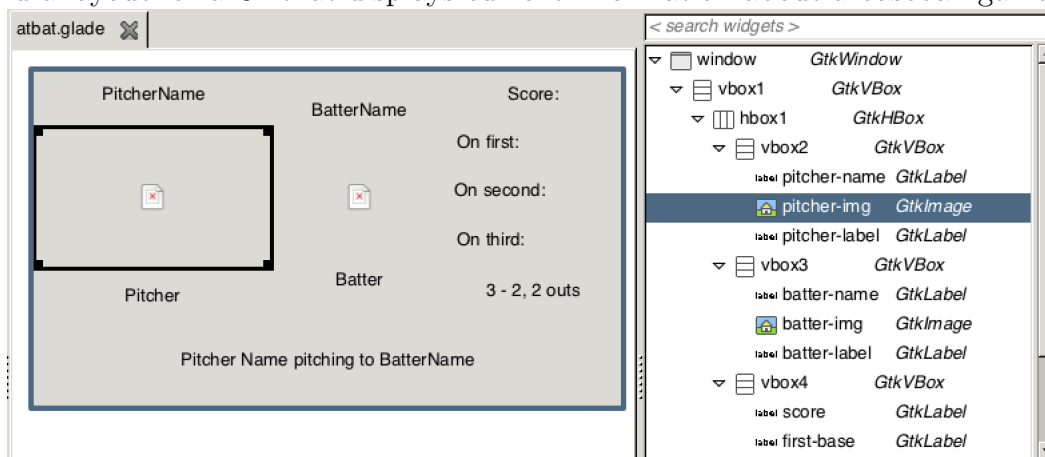 atbat.glade
PitcherName
BatterName
Score:
On first:
On second:
On third:
Pitcher
Batter
3 - 2, 2 outs
Pitcher Name pitching to BatterName
< search widgets >
window GtkWindow
vbox1 GtkVBox
hbox1 GtkHBox
vbox2 GtkVBox
label pitcher-name GtkLabel
pitcher-img GtkImage
label pitcher-label GtkLabel
vbox3 GtkVBox
label batter-name GtkLabel
batter-img GtkImage
label batter-label GtkLabel
vbox4 GtkVBox
label score GtkLabel
label first-base GtkLabel